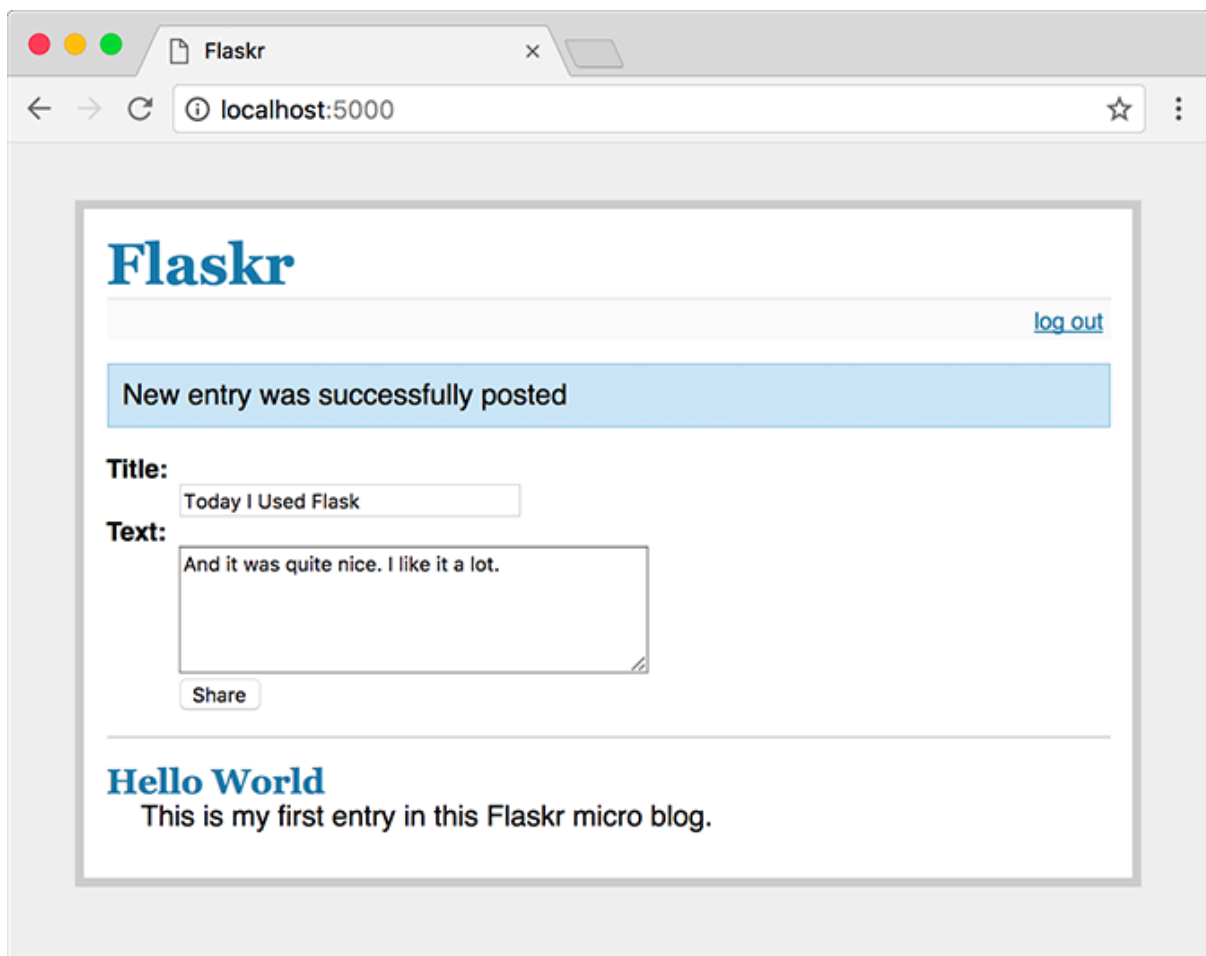 Flaskr
localhost:5000
Flaskr
log out
New entry was successfully posted
Title:
Today I Used Flask
Text:
And it was quite nice. I like it a lot.
Share
Hello World
This is my first entry in this Flaskr micro blog.